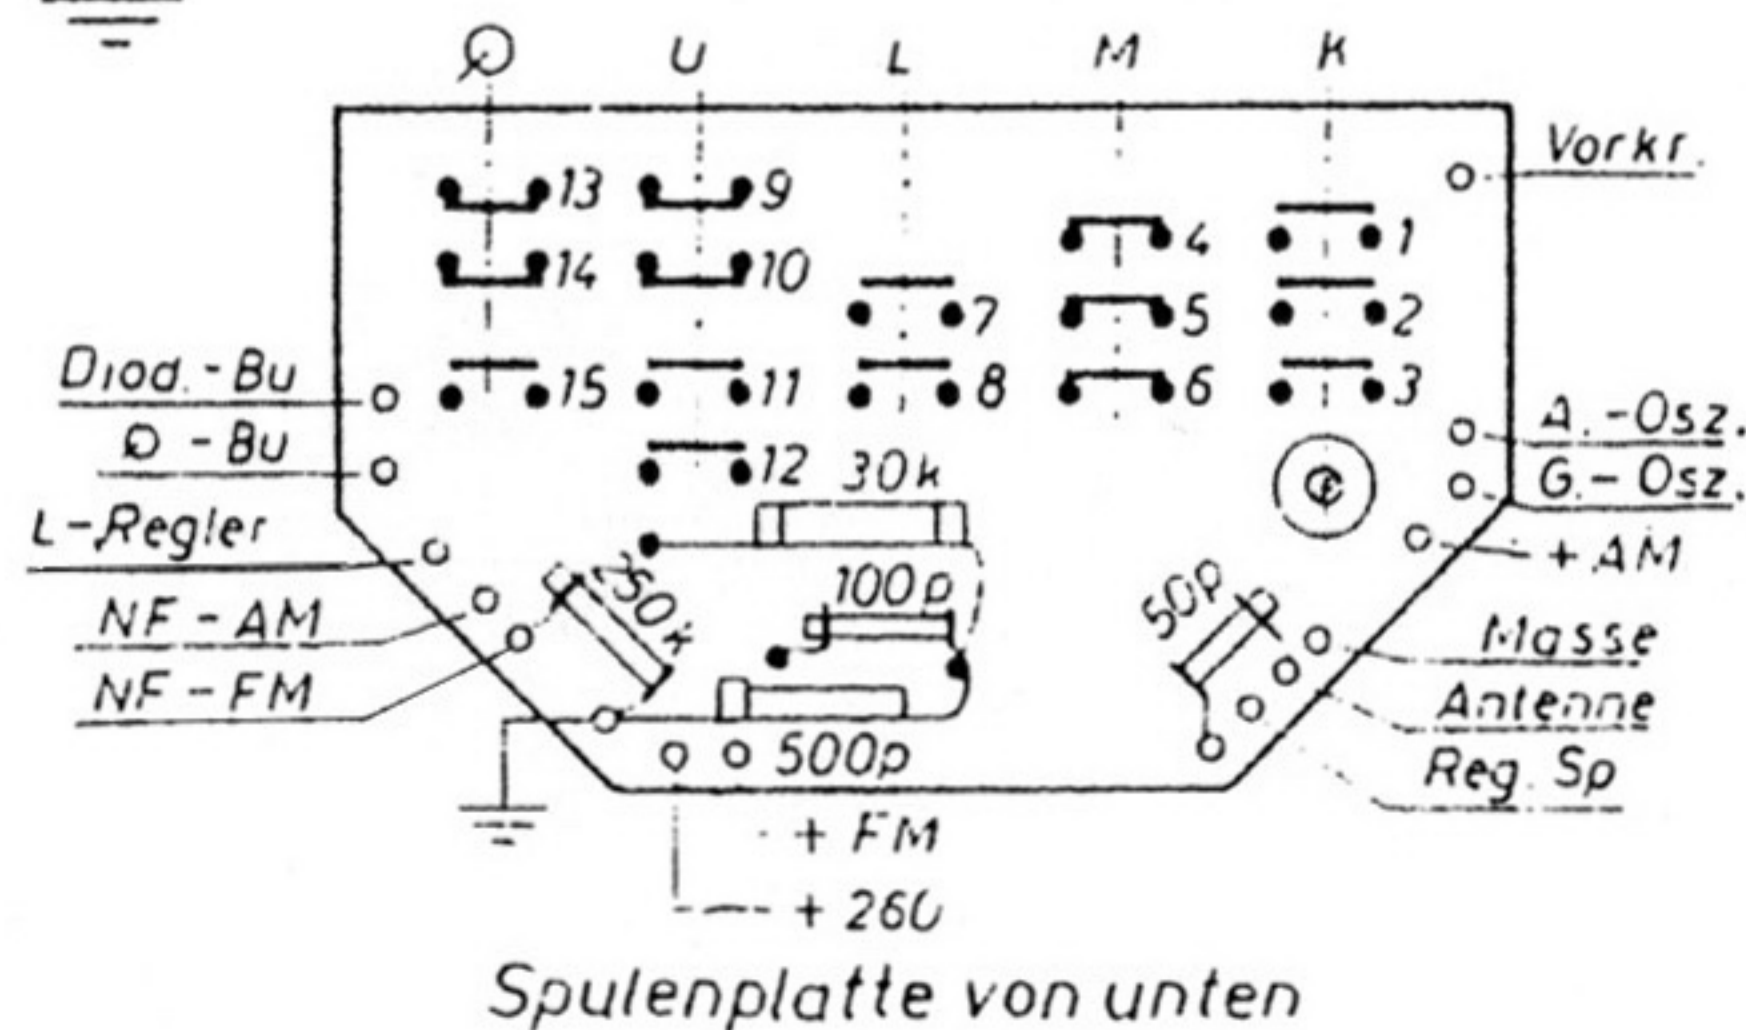 U L M K
Vorkr.
13 9
4 1
14 10
7 5 2
Diod.-Bu
15 11 8 6 3
A.-Osz.
- Bu
12 30k
G.-Osz.
L-Regler
+ AM
250k 100p 50p
NF - AM
Masse
NF - FM
Antenne
500p
Reg. Sp
+ FM
+ 260
Spulenplatte von unten